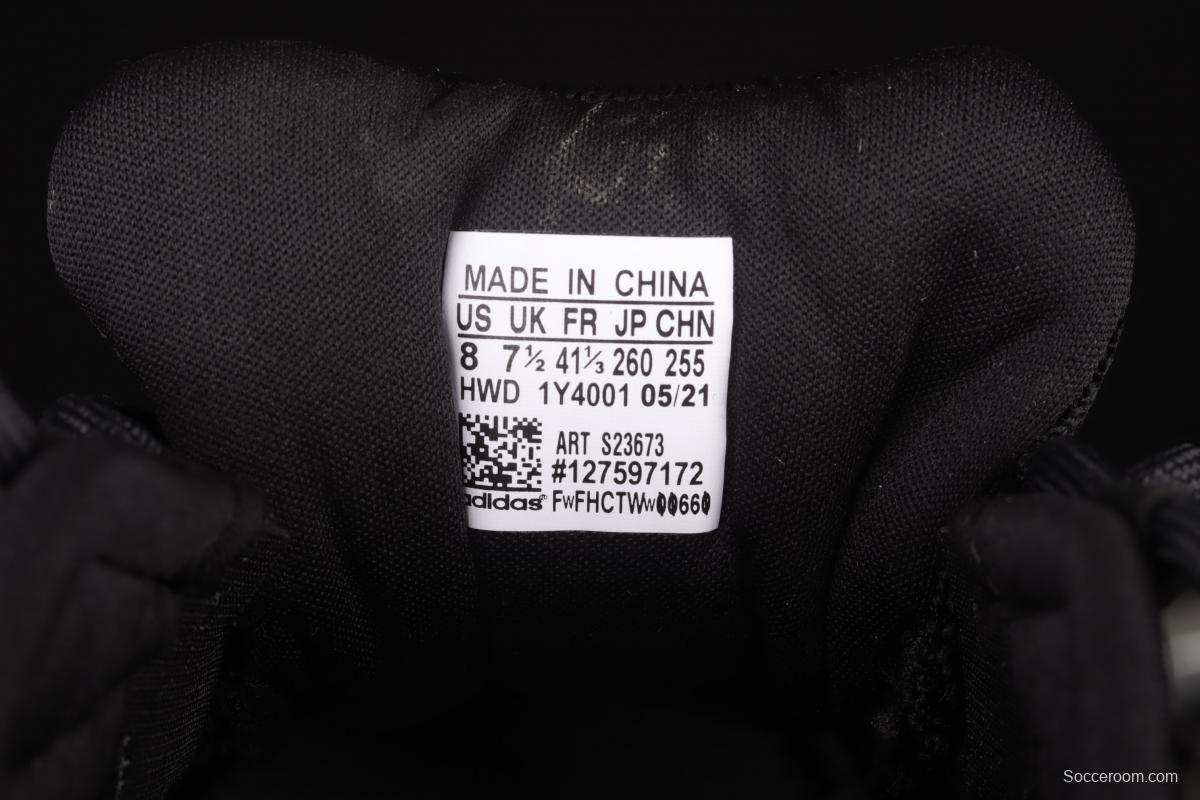 MADE IN CHINA
US UK FR JP CHN
8 7½ 41⅓ 260 255
HWD 1Y4001 05/21
ART S23673
#127597172
adidas® FwFHCTWw00660
Socceroom.com